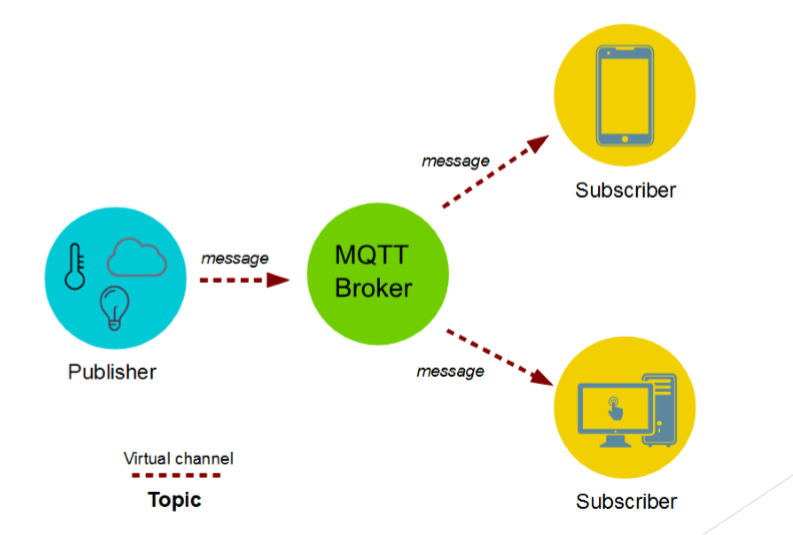 message
Subscriber
message
MQTT
Broker
Publisher
message
Subscriber
Virtual channel
Topic